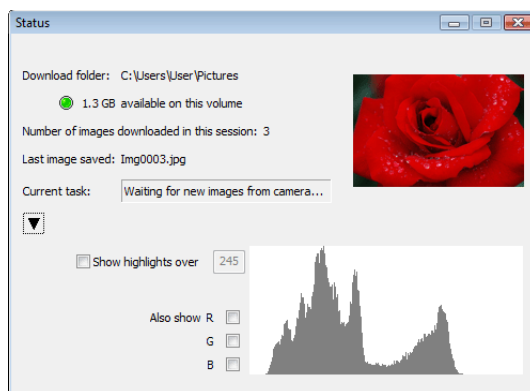 Status
Download folder: C:\Users\User\Pictures
1.3 GB available on this volume
Number of images downloaded in this session: 3
Last image saved: Img0003.jpg
Current task: Waiting for new images from camera...
Show highlights over 245
Also show R
G
B